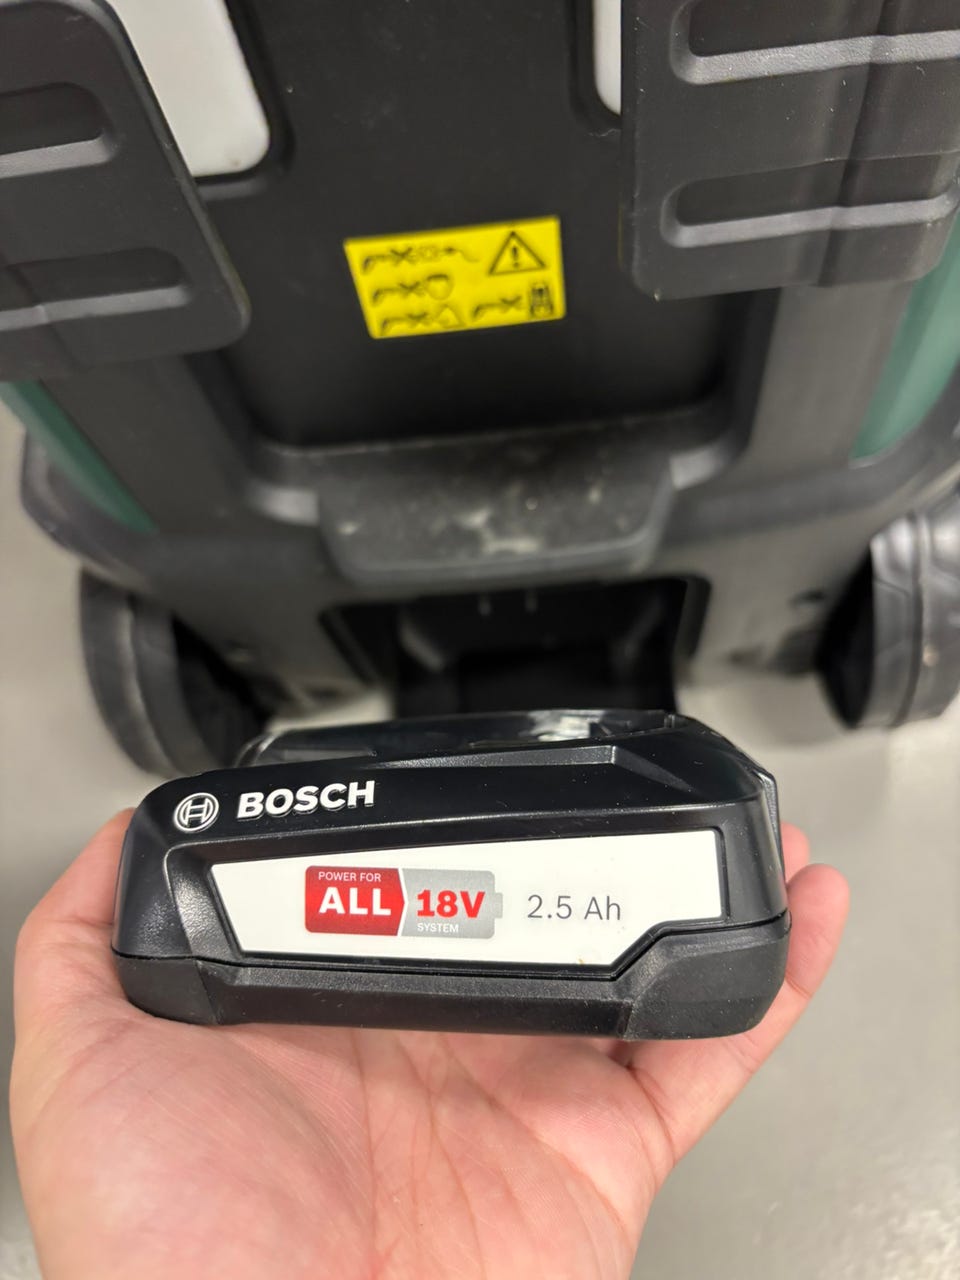 BOSCH
POWER FOR
ALL 18V
SYSTEM
2.5 Ah